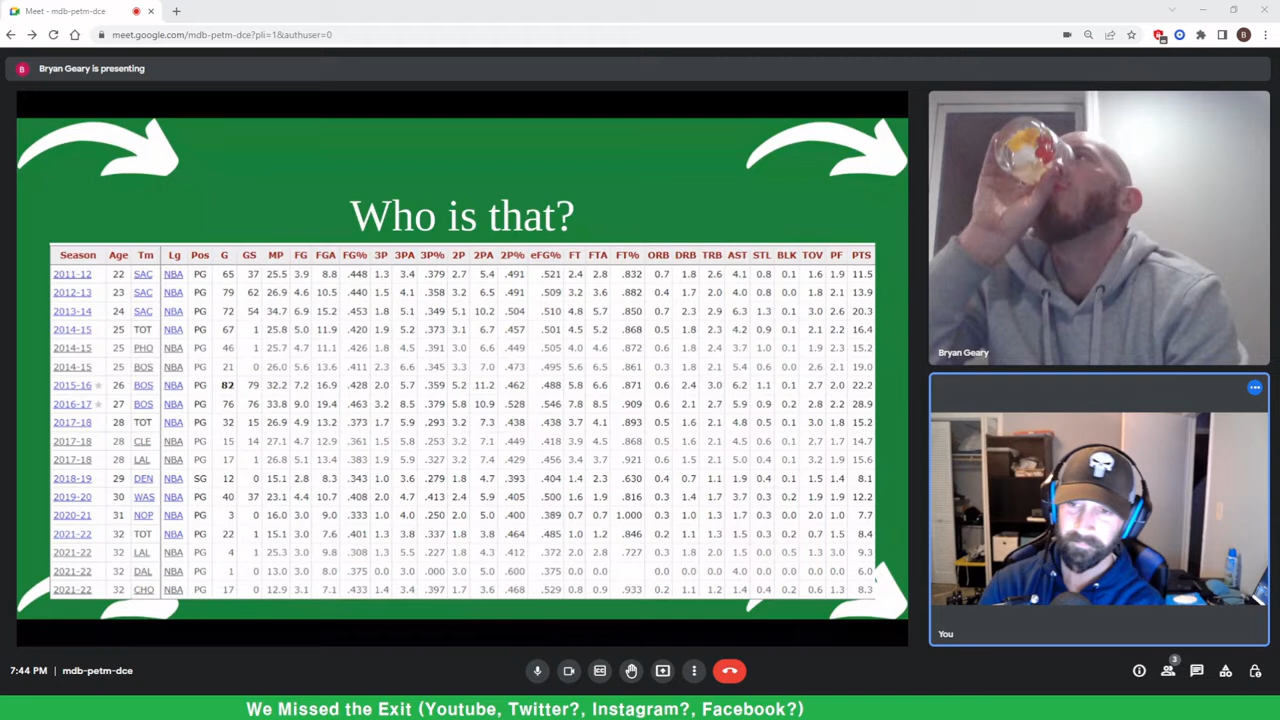 Meet - mdb-petm-dce
meet.google.com/mdb-petm-dce?pli=1&authuser=0
B
B
Bryan Geary is presenting
Who is that?
Season Age Tm Lg Pos G GS MP FG FGA FG% 3P 3PA 3P% 2P 2PA 2P% eFG% FT FTA FT% ORB DRB TRB AST STL BLK TOV PF PTS
2011-12 22 SAC NBA PG 65 37 25.5 3.9 8.8 .448 1.3 3.4 .379 2.7 5.4 .491 .521 2.4 2.8 .832 0.7 1.8 2.6 4.1 0.8 0.1 1.6 1.9 11.5
2012-13 23 SAC NBA PG 79 62 26.9 4.6 10.5 .440 1.5 4.1 .358 3.2 6.5 .491 .509 3.2 3.6 .882 0.4 1.7 2.0 4.0 0.8 0.0 1.8 2.1 13.9
2013-14 24 SAC NBA PG 72 54 34.7 6.9 15.2 .453 1.8 5.1 .349 5.1 10.2 .504 .510 4.8 5.7 .850 0.7 2.3 2.9 6.3 1.3 0.1 3.0 2.6 20.3
2014-15 25 TOT NBA PG 67 1 25.8 5.0 11.9 .420 1.9 5.2 .373 3.1 6.7 .457 .501 4.5 5.2 .868 0.4 1.8 2.3 4.2 0.9 0.1 2.1 2.2 16.4
2014-15 25 PHO NBA PG 46 1 25.7 4.7 11.1 .426 1.8 4.5 .391 3.0 6.6 .449 .505 4.0 4.6 .872 0.4 1.8 2.4 3.7 1.0 0.1 1.9 2.3 15.2
2014-15 25 BOS NBA PG 21 0 26.0 5.6 13.6 .411 2.3 6.6 .345 3.3 7.0 .473 .495 5.6 6.5 .861 0.3 1.8 2.1 5.4 0.7 0.0 2.6 2.1 19.0
2015-16 26 BOS NBA PG 82 79 32.2 7.2 16.9 .428 2.0 5.7 .359 5.2 11.2 .462 .488 5.8 6.6 .871 0.6 2.4 3.0 6.2 1.1 0.1 2.7 2.0 22.2
2016-17 27 BOS NBA PG 76 76 33.8 9.0 19.4 .463 3.2 8.5 .379 5.8 10.9 .528 .546 7.8 8.5 .909 0.6 2.1 2.7 5.9 0.9 0.2 2.8 2.2 28.9
2017-18 28 TOT NBA PG 32 15 26.9 4.9 13.2 .373 1.7 5.9 .293 3.2 7.3 .438 .438 3.7 4.1 .893 0.5 1.6 2.1 4.8 0.5 0.1 3.0 1.8 15.2
2017-18 28 CLE NBA PG 15 14 27.1 4.7 12.9 .361 1.5 5.8 .253 3.2 7.1 .449 .418 3.9 4.5 .868 0.4 1.7 2.1 4.5 0.6 0.1 2.7 1.7 14.7
2017-18 28 LAL NBA PG 17 1 26.8 5.1 13.4 .383 2.0 5.9 .327 3.2 7.4 .429 .456 3.4 3.7 .921 0.5 1.5 2.1 5.0 0.4 0.1 3.2 1.9 15.6
2018-19 29 DEN NBA SG 12 0 15.1 2.8 8.3 .343 1.0 3.6 .279 1.8 4.7 .393 .404 1.4 2.3 .630 0.4 0.7 1.1 1.9 0.4 0.1 1.5 1.4 8.1
2019-20 30 WAS NBA PG 40 37 23.1 4.4 10.7 .408 2.0 4.7 .413 2.4 5.9 .405 .500 1.6 1.9 .816 0.3 1.4 1.7 3.7 0.3 0.2 1.9 1.9 12.2
2020-21 31 NOP NBA PG 3 0 16.0 3.0 9.0 .333 1.0 4.0 .250 2.0 5.0 .400 .389 0.7 0.7 1.000 0.3 1.0 1.3 1.7 0.3 0.0 1.0 1.7 7.7
2021-22 32 TOT NBA PG 22 1 15.1 3.0 7.6 .401 1.3 3.8 .337 1.8 3.8 .464 .485 1.0 1.2 .846 0.2 1.1 1.3 1.5 0.3 0.2 0.7 1.5 8.4
2021-22 32 LAL NBA PG 4 1 25.3 3.0 9.8 .308 1.3 5.5 .227 1.8 4.3 .412 .372 2.0 2.8 .727 0.3 1.8 2.0 1.5 0.0 0.5 1.3 3.0 9.3
2021-22 32 DAL NBA PG 1 0 13.0 3.0 8.0 .375 0.0 3.0 .000 3.0 5.0 .600 .375 0.0 0.0 0.0 0.0 0.0 4.0 0.0 0.0 0.0 0.0 6.0
2021-22 32 CHO NBA PG 17 0 12.9 3.1 7.1 .433 1.4 3.4 .397 1.7 3.6 .468 .529 0.8 0.9 .933 0.2 1.1 1.2 1.4 0.4 0.2 0.6 1.3 8.3
Bryan Geary
You
7:44 PM | mdb-petm-dce
3
We Missed the Exit (Youtube, Twitter?, Instagram?, Facebook?)